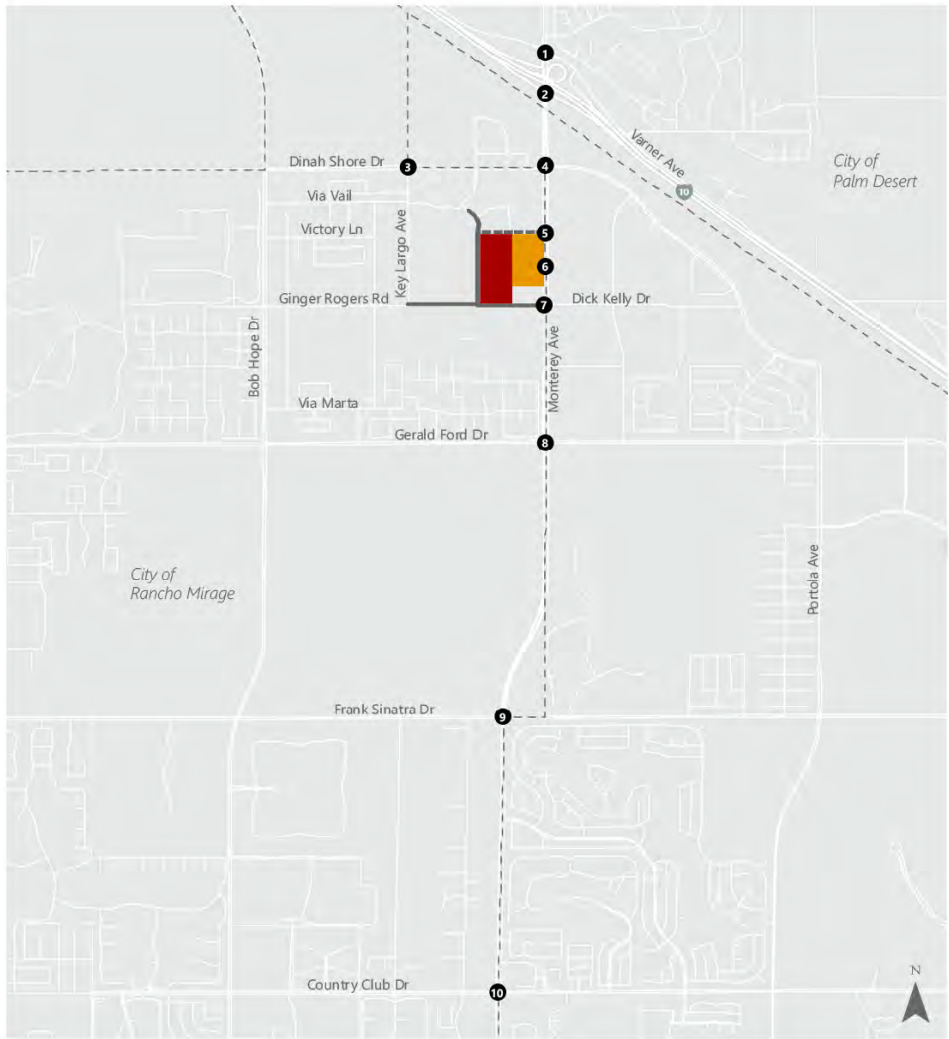 1
2
Varner Ave
City of
Palm Desert
Dinah Shore Dr
3
4
10
Via Vail
Key Largo Ave
Victory Ln
5
6
Ginger Rogers Rd
7
Dick Kelly Dr
Bob Hope Dr
Monterey Ave
Via Marta
Gerald Ford Dr
8
City of
Rancho Mirage
Portola Ave
Frank Sinatra Dr
9
N
Country Club Dr
10